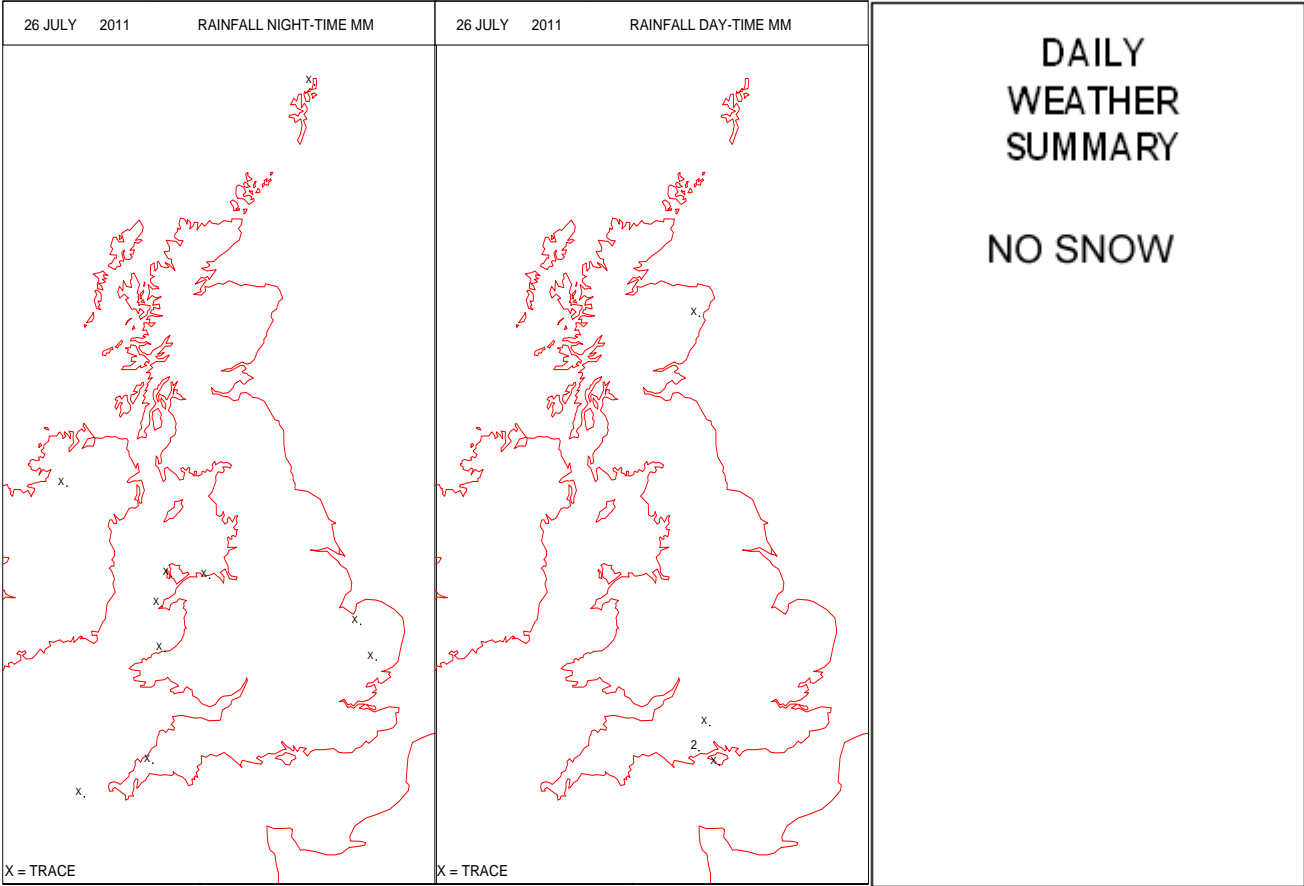 26 JULY 2011 RAINFALL NIGHT-TIME MM
X.
X.
X.
X.
X.
X.
X.
X.
X.
X.
X = TRACE
26 JULY 2011 RAINFALL DAY-TIME MM
X.
X.
2.
X.
X = TRACE
DAILY
WEATHER
SUMMARY
NO SNOW